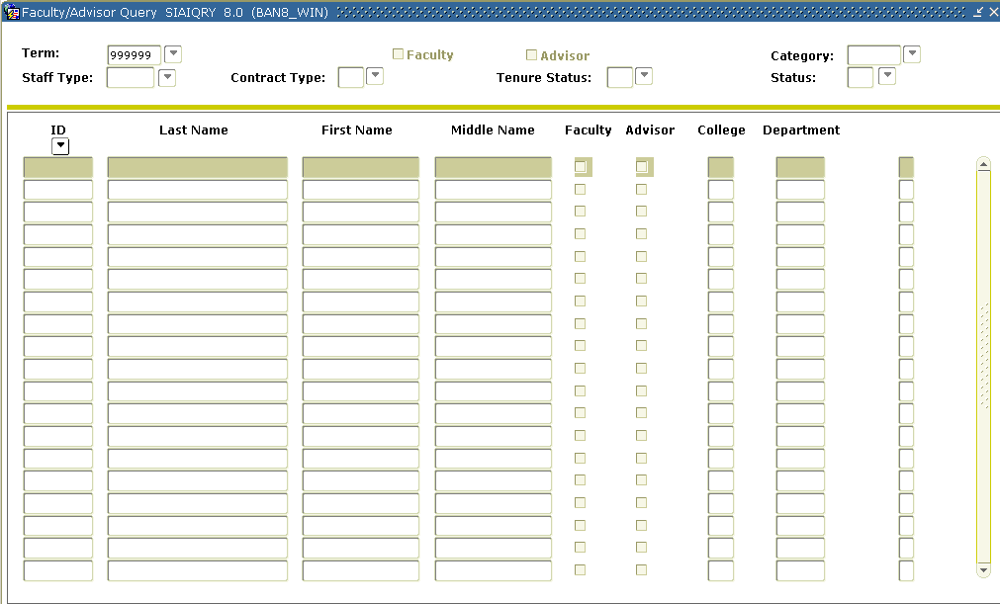 Faculty/Advisor Query SIAIQRY 8.0 (BAN8_WIN)
Term: 999999 Faculty Advisor Category:
Staff Type: Contract Type: Tenure Status: Status:
ID Last Name First Name Middle Name Faculty Advisor College Department